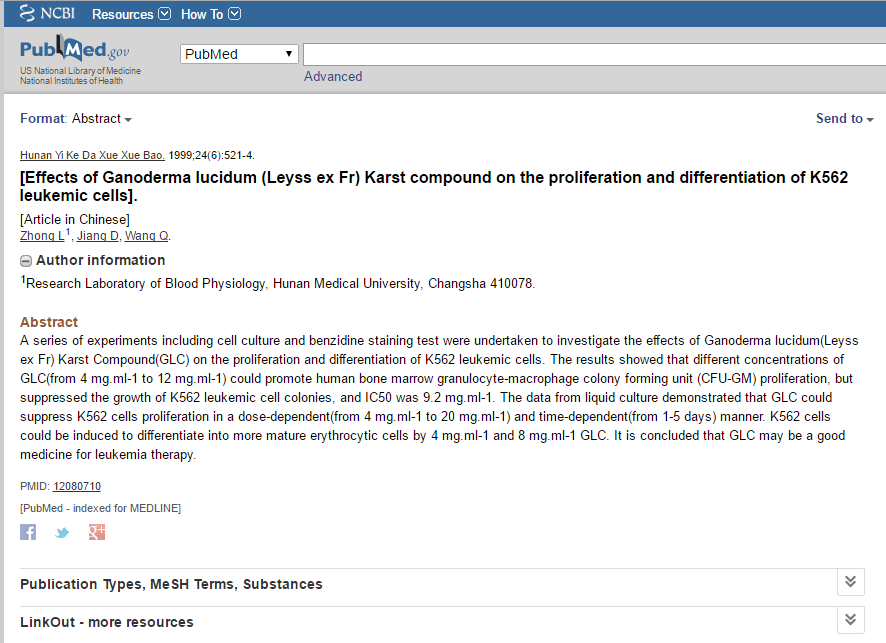 NCBI Resources How To
PubMed.gov
US National Library of Medicine
National Institutes of Health
PubMed
Advanced
Format: Abstract
Send to
Hunan Yi Ke Da Xue Xue Bao. 1999;24(6):521-4.
[Effects of Ganoderma lucidum (Leyss ex Fr) Karst compound on the proliferation and differentiation of K562
leukemic cells].
[Article in Chinese]
Zhong L1, Jiang D, Wang Q.
Author information
1Research Laboratory of Blood Physiology, Hunan Medical University, Changsha 410078.
Abstract
A series of experiments including cell culture and benzidine staining test were undertaken to investigate the effects of Ganoderma lucidum(Leyss
ex Fr) Karst Compound(GLC) on the proliferation and differentiation of K562 leukemic cells. The results showed that different concentrations of
GLC(from 4 mg.ml-1 to 12 mg.ml-1) could promote human bone marrow granulocyte-macrophage colony forming unit (CFU-GM) proliferation, but
suppressed the growth of K562 leukemic cell colonies, and IC50 was 9.2 mg.ml-1. The data from liquid culture demonstrated that GLC could
suppress K562 cells proliferation in a dose-dependent(from 4 mg.ml-1 to 20 mg.ml-1) and time-dependent(from 1-5 days) manner. K562 cells
could be induced to differentiate into more mature erythrocytic cells by 4 mg.ml-1 and 8 mg.ml-1 GLC. It is concluded that GLC may be a good
medicine for leukemia therapy.
PMID: 12080710
[PubMed - indexed for MEDLINE]
Publication Types, MeSH Terms, Substances
LinkOut - more resources